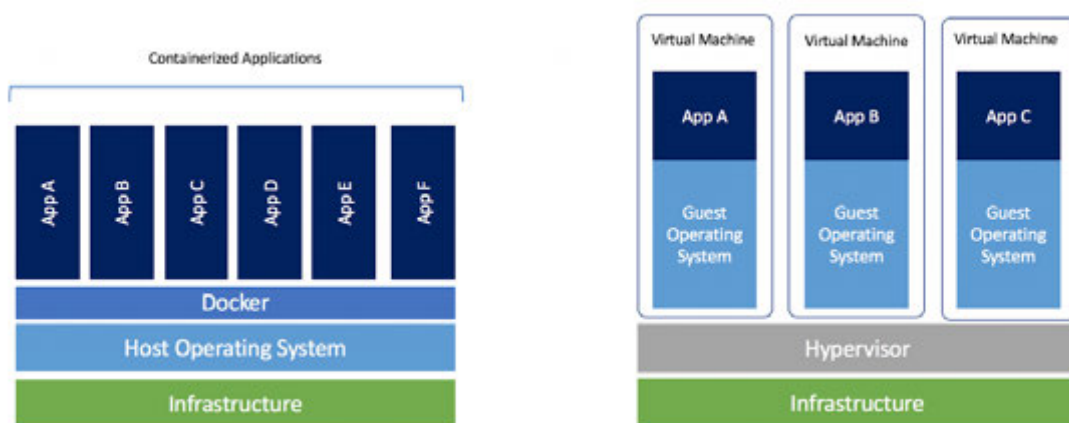 Containerized Applications
App A
App B
App C
App D
App E
App F
Docker
Host Operating System
Infrastructure
Virtual Machine
App A
Guest
Operating
System
Virtual Machine
App B
Guest
Operating
System
Virtual Machine
App C
Guest
Operating
System
Hypervisor
Infrastructure